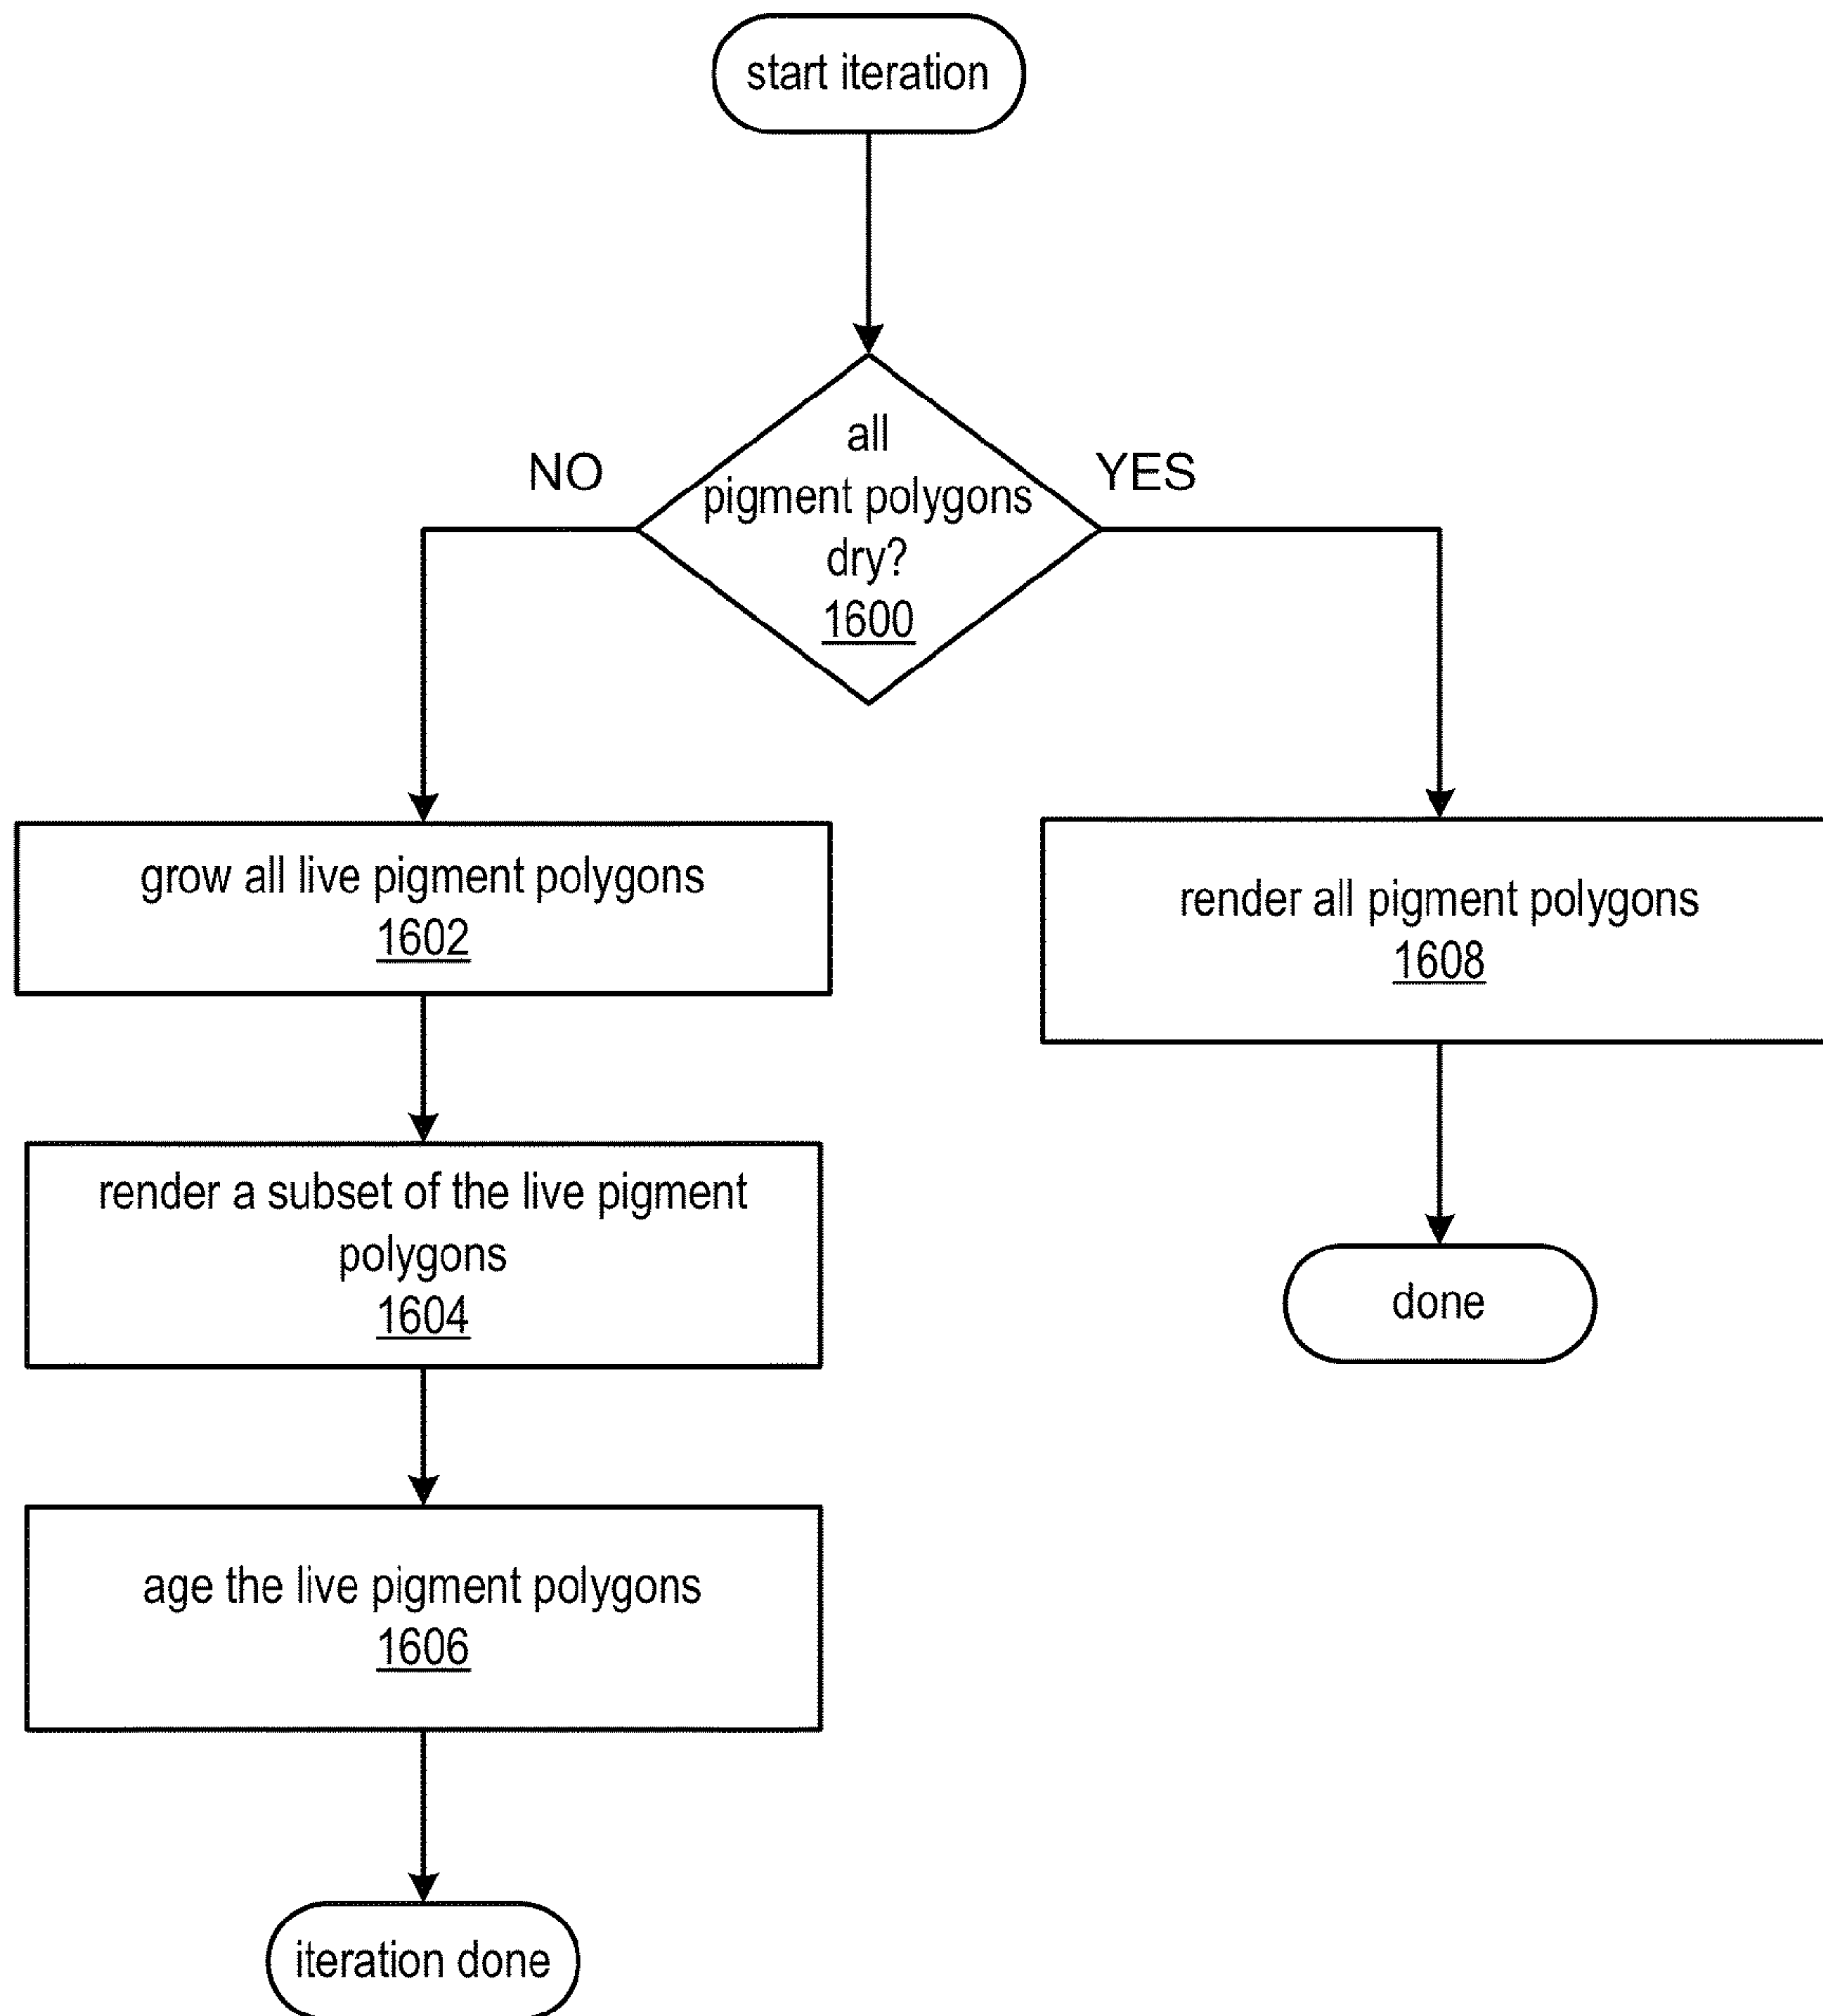 start iteration
all
pigment polygons
dry?
1600
NO
YES
grow all live pigment polygons
1602
render all pigment polygons
1608
render a subset of the live pigment
polygons
1604
done
age the live pigment polygons
1606
iteration done